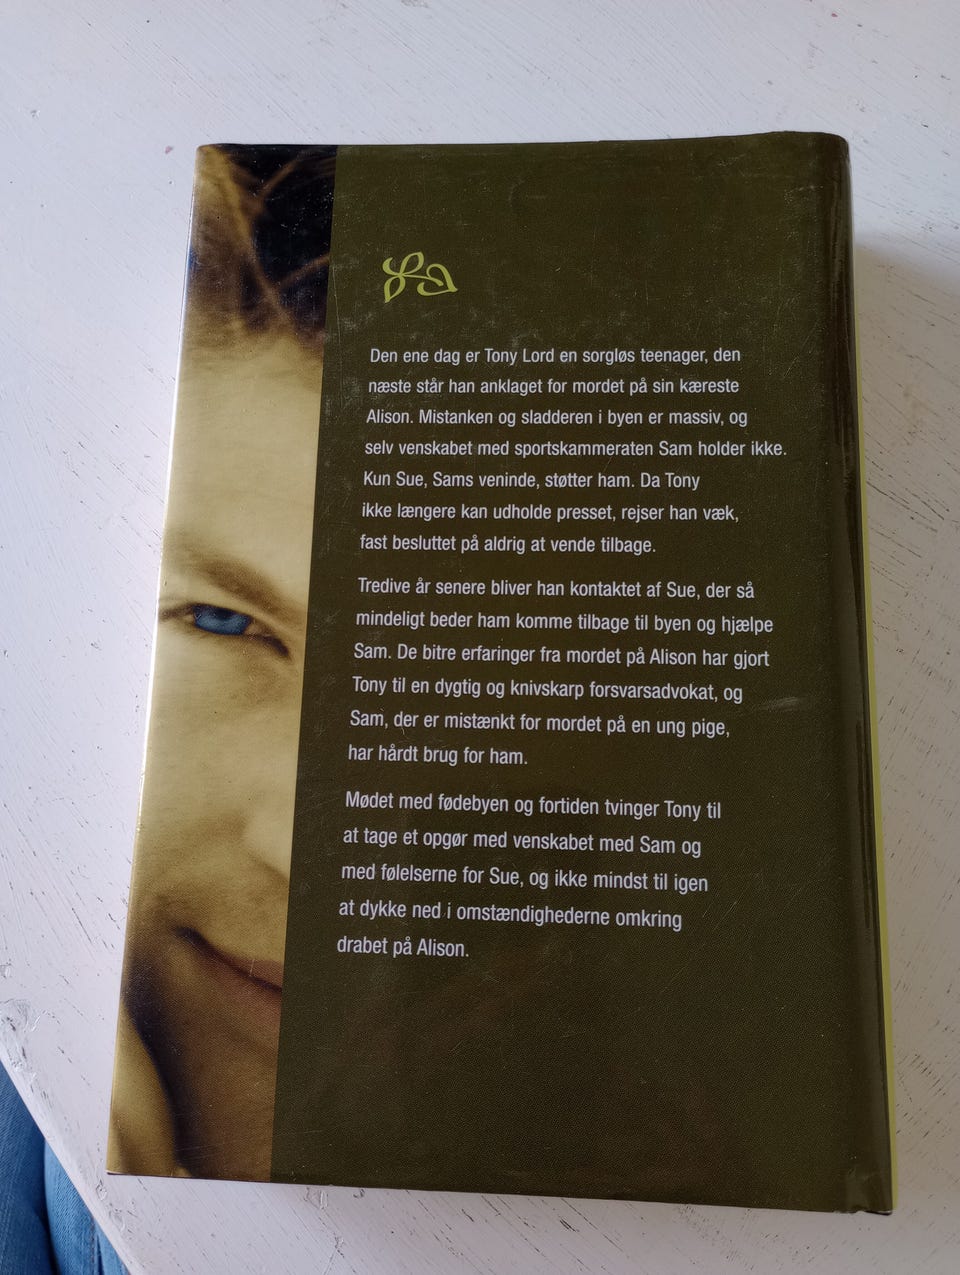 Den ene dag er Tony Lord en sorgløs teenager, den
næste står han anklaget for mordet på sin kæreste
Alison. Mistanken og sladderen i byen er massiv, og
selv venskabet med sportskammeraten Sam holder ikke.
Kun Sue, Sams veninde, støtter ham. Da Tony
ikke længere kan udholde presset, rejser han væk,
fast besluttet på aldrig at vende tilbage.
Tredive år senere bliver han kontaktet af Sue, der så
mindeligt beder ham komme tilbage til byen og hjælpe
Sam. De bitre erfaringer fra mordet på Alison har gjort
Tony til en dygtig og knivskarp forsvarsadvokat, og
Sam, der er mistænkt for mordet på en ung pige,
har hårdt brug for ham.
Mødet med fødebyen og fortiden tvinger Tony til
at tage et opgør med venskabet med Sam og
med følelserne for Sue, og ikke mindst til igen
at dykke ned i omstændighederne omkring
drabet på Alison.